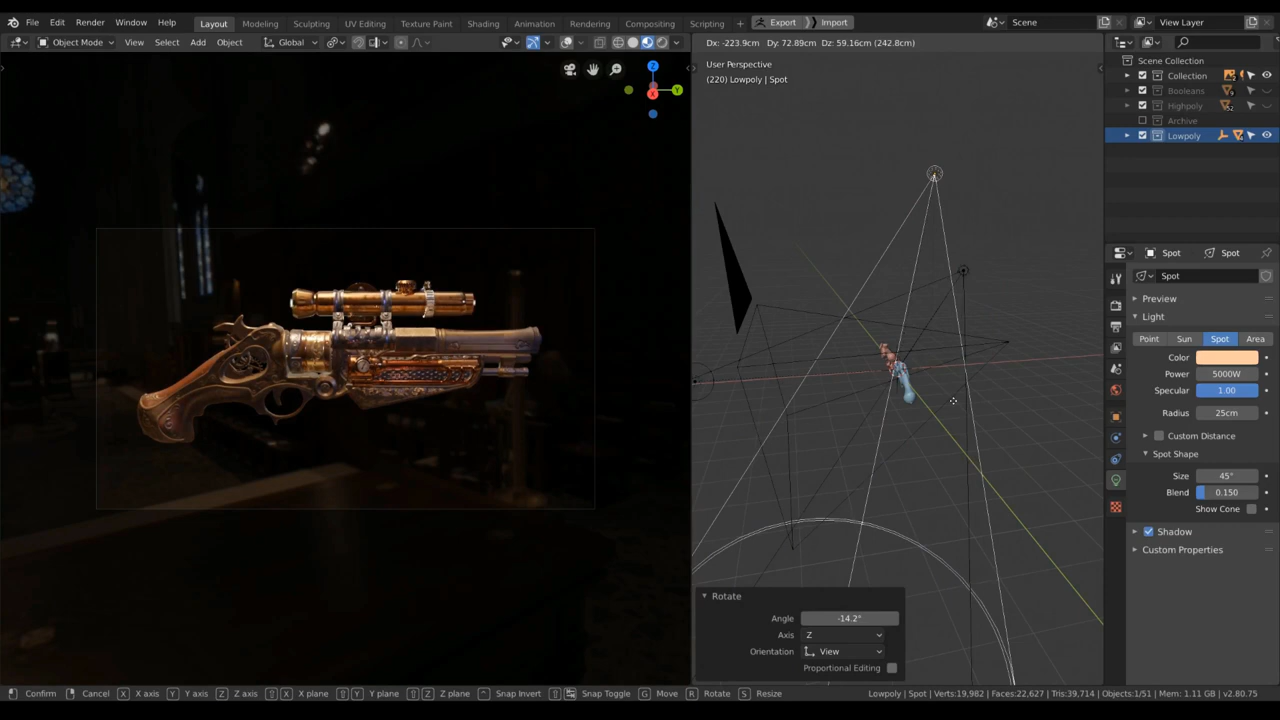 File Edit Render Window Help Layout Modeling Sculpting UV Editing Texture Paint Shading Animation Rendering Compositing Scripting + Export Import Scene View Layer
Object Mode View Select Add Object Global
Dx: -223.9cm Dy: 72.89cm Dz: 59.16cm (242.8cm)
User Perspective
(220) Lowpoly | Spot
Z
Y
X
Scene Collection
Collection
Booleans
Highpoly
Archive
Lowpoly
Spot Spot
Spot
Preview
Light
Point Sun Spot Area
Color
Power 5000W
Specular 1.00
Radius 25cm
Custom Distance
Spot Shape
Size 45°
Blend 0.150
Show Cone
Shadow
Custom Properties
Rotate
Angle -14.2°
Axis Z
Orientation View
Proportional Editing
Confirm Cancel X X axis Y Y axis Z Z axis X X plane Y Y plane Z Z plane Snap Invert Snap Toggle G Move R Rotate S Resize
Lowpoly | Spot | Verts:19,982 | Faces:22,627 | Tris:39,714 | Objects:1/51 | Mem: 1.11 GB | v2.80.75